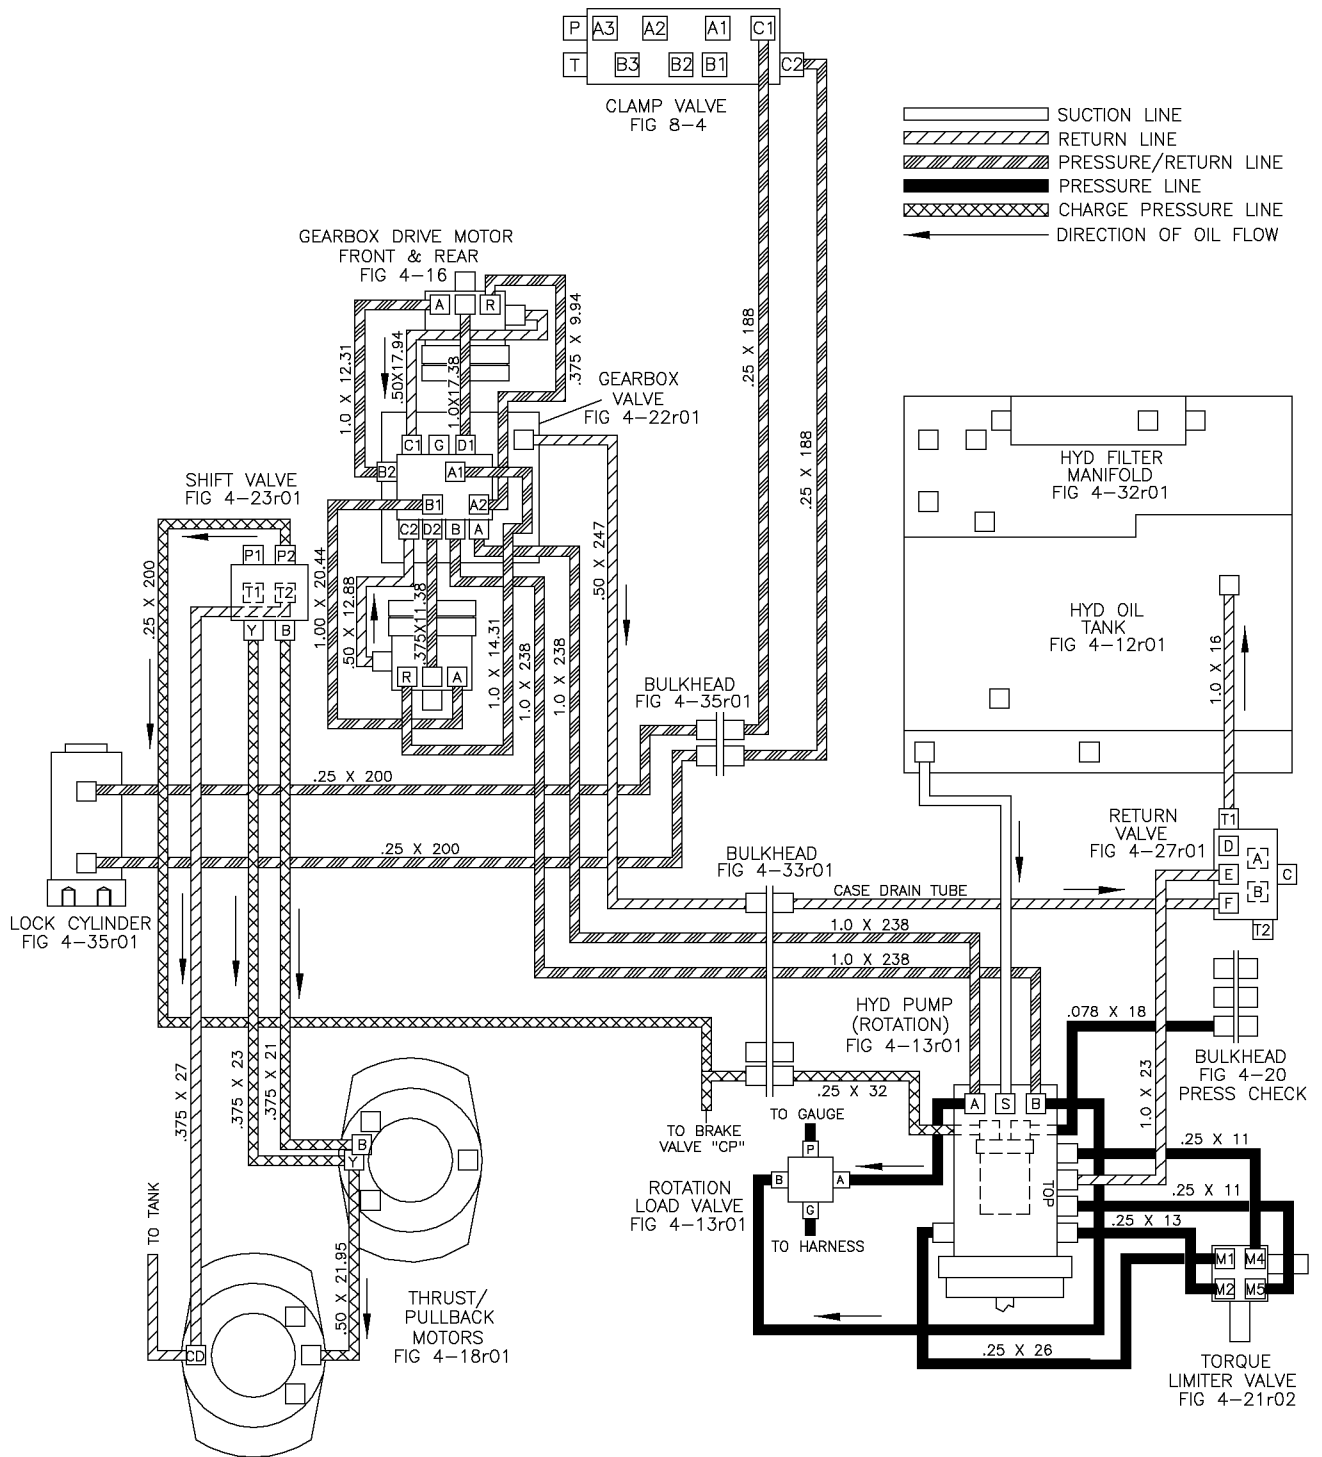 P A3 A2 A1 C1
T B3 B2 B1 C2
CLAMP VALVE
FIG 8-4
SUCTION LINE
RETURN LINE
PRESSURE/RETURN LINE
PRESSURE LINE
CHARGE PRESSURE LINE
DIRECTION OF OIL FLOW
GEARBOX DRIVE MOTOR
FRONT & REAR
FIG 4-16
A R
1.0 X 12.31
.50X17.94
1.0X17.38
.375 X 9.94
.25 X 188
.25 X 188
GEARBOX
VALVE
FIG 4-22r01
C1 G D1
B2 A1
B1 A2
C2 D2 B A
SHIFT VALVE
FIG 4-23r01
P1 P2
T1 T2
Y B
.25 X 200
1.00 X 20.44
.50 X 12.88
.375X11.38
1.0 X 14.31
1.0 X 238
1.0 X 238
.50 X 247
R A
HYD FILTER
MANIFOLD
FIG 4-32r01
HYD OIL
TANK
FIG 4-12r01
1.0 X 16
BULKHEAD
FIG 4-35r01
.25 X 200
.25 X 200
LOCK CYLINDER
FIG 4-35r01
RETURN
VALVE
FIG 4-27r01
T1
D A
E C
B
F
T2
BULKHEAD
FIG 4-33r01
CASE DRAIN TUBE
1.0 X 238
1.0 X 238
HYD PUMP
(ROTATION)
FIG 4-13r01
.078 X 18
BULKHEAD
FIG 4-20
PRESS CHECK
1.0 X 23
.25 X 32
A S B
TOP
TO BRAKE
VALVE "CP"
TO GAUGE
P
B A
G
TO HARNESS
ROTATION
LOAD VALVE
FIG 4-13r01
.25 X 11
.25 X 11
.25 X 13
M1 M4
M2 M5
.25 X 26
TORQUE
LIMITER VALVE
FIG 4-21r02
.375 X 27
.375 X 23
.375 X 21
B
Y
TO TANK
.50 X 21.95
CD
THRUST/
PULLBACK
MOTORS
FIG 4-18r01